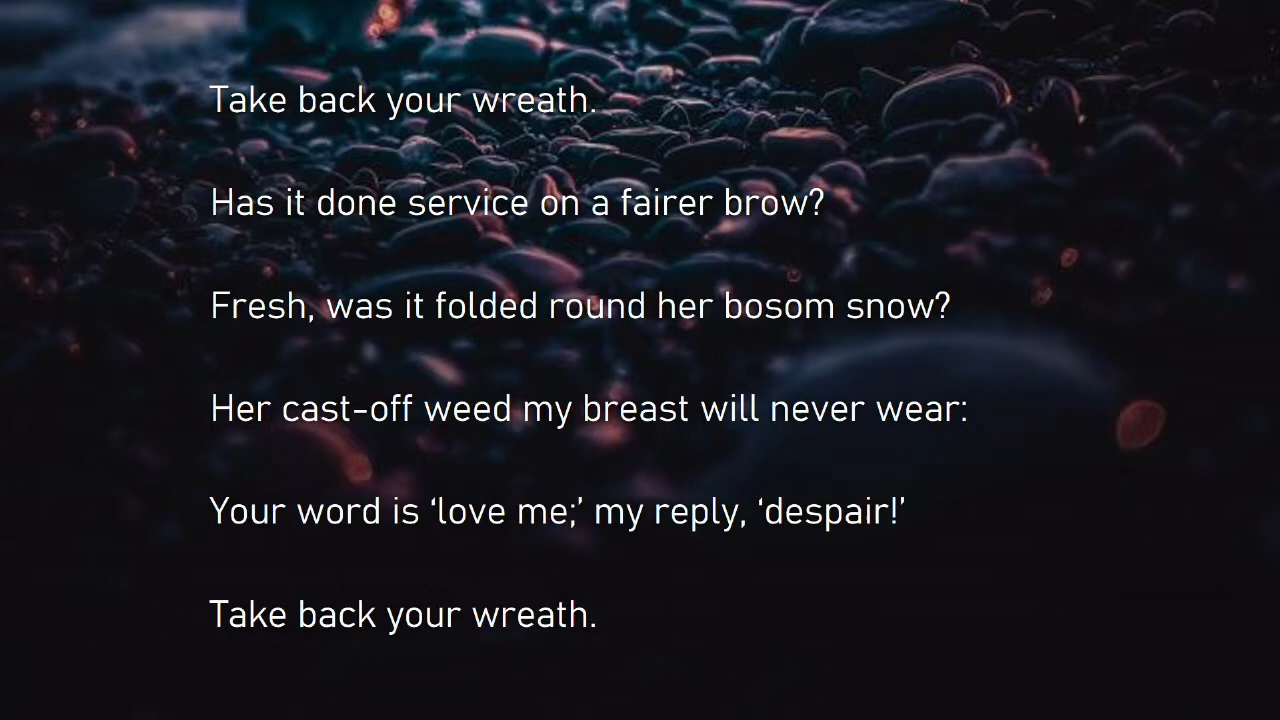 Take back your wreath.
Has it done service on a fairer brow?
Fresh, was it folded round her bosom snow?
Her cast-off weed my breast will never wear:
Your word is ‘love me;’ my reply, ‘despair!’
Take back your wreath.